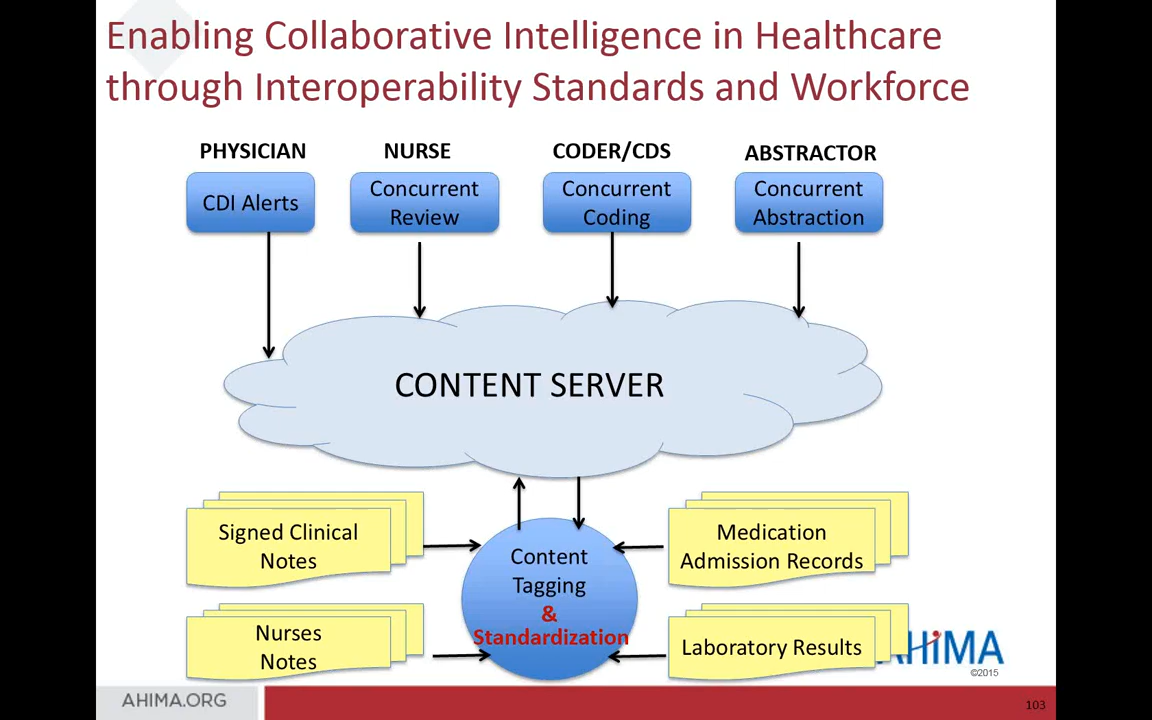 Enabling Collaborative Intelligence in Healthcare
through Interoperability Standards and Workforce
PHYSICIAN
NURSE
CODER/CDS
ABSTRACTOR
CDI Alerts
Concurrent
Review
Concurrent
Coding
Concurrent
Abstraction
CONTENT SERVER
Signed Clinical
Notes
Content
Tagging
&
Standardization
Medication
Admission Records
Nurses
Notes
Laboratory Results
AHIMA
©2015
AHIMA.ORG
103